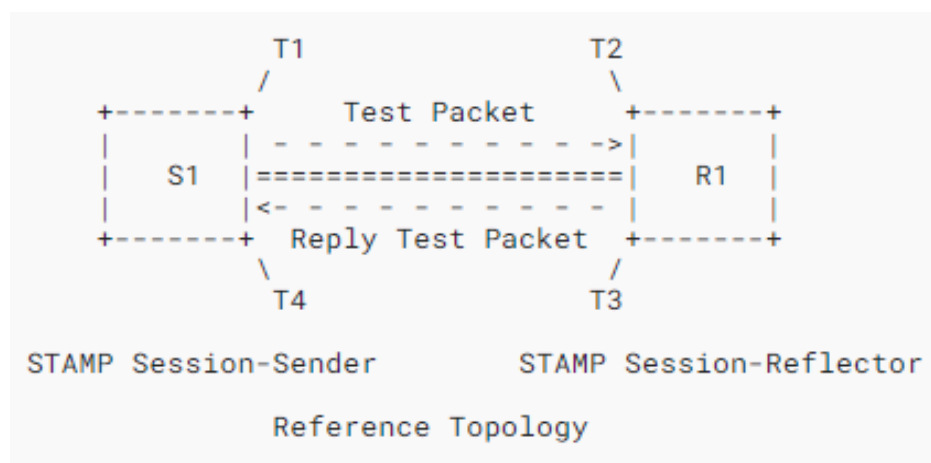 T1 T2
/ \
+-------+ Test Packet +-------+
| | - - - - - - - - - - ->| |
| S1 |=====================| R1 |
| |<- - - - - - - - - - - | |
+-------+ Reply Test Packet +-------+
\ /
T4 T3
STAMP Session-Sender STAMP Session-Reflector
Reference Topology